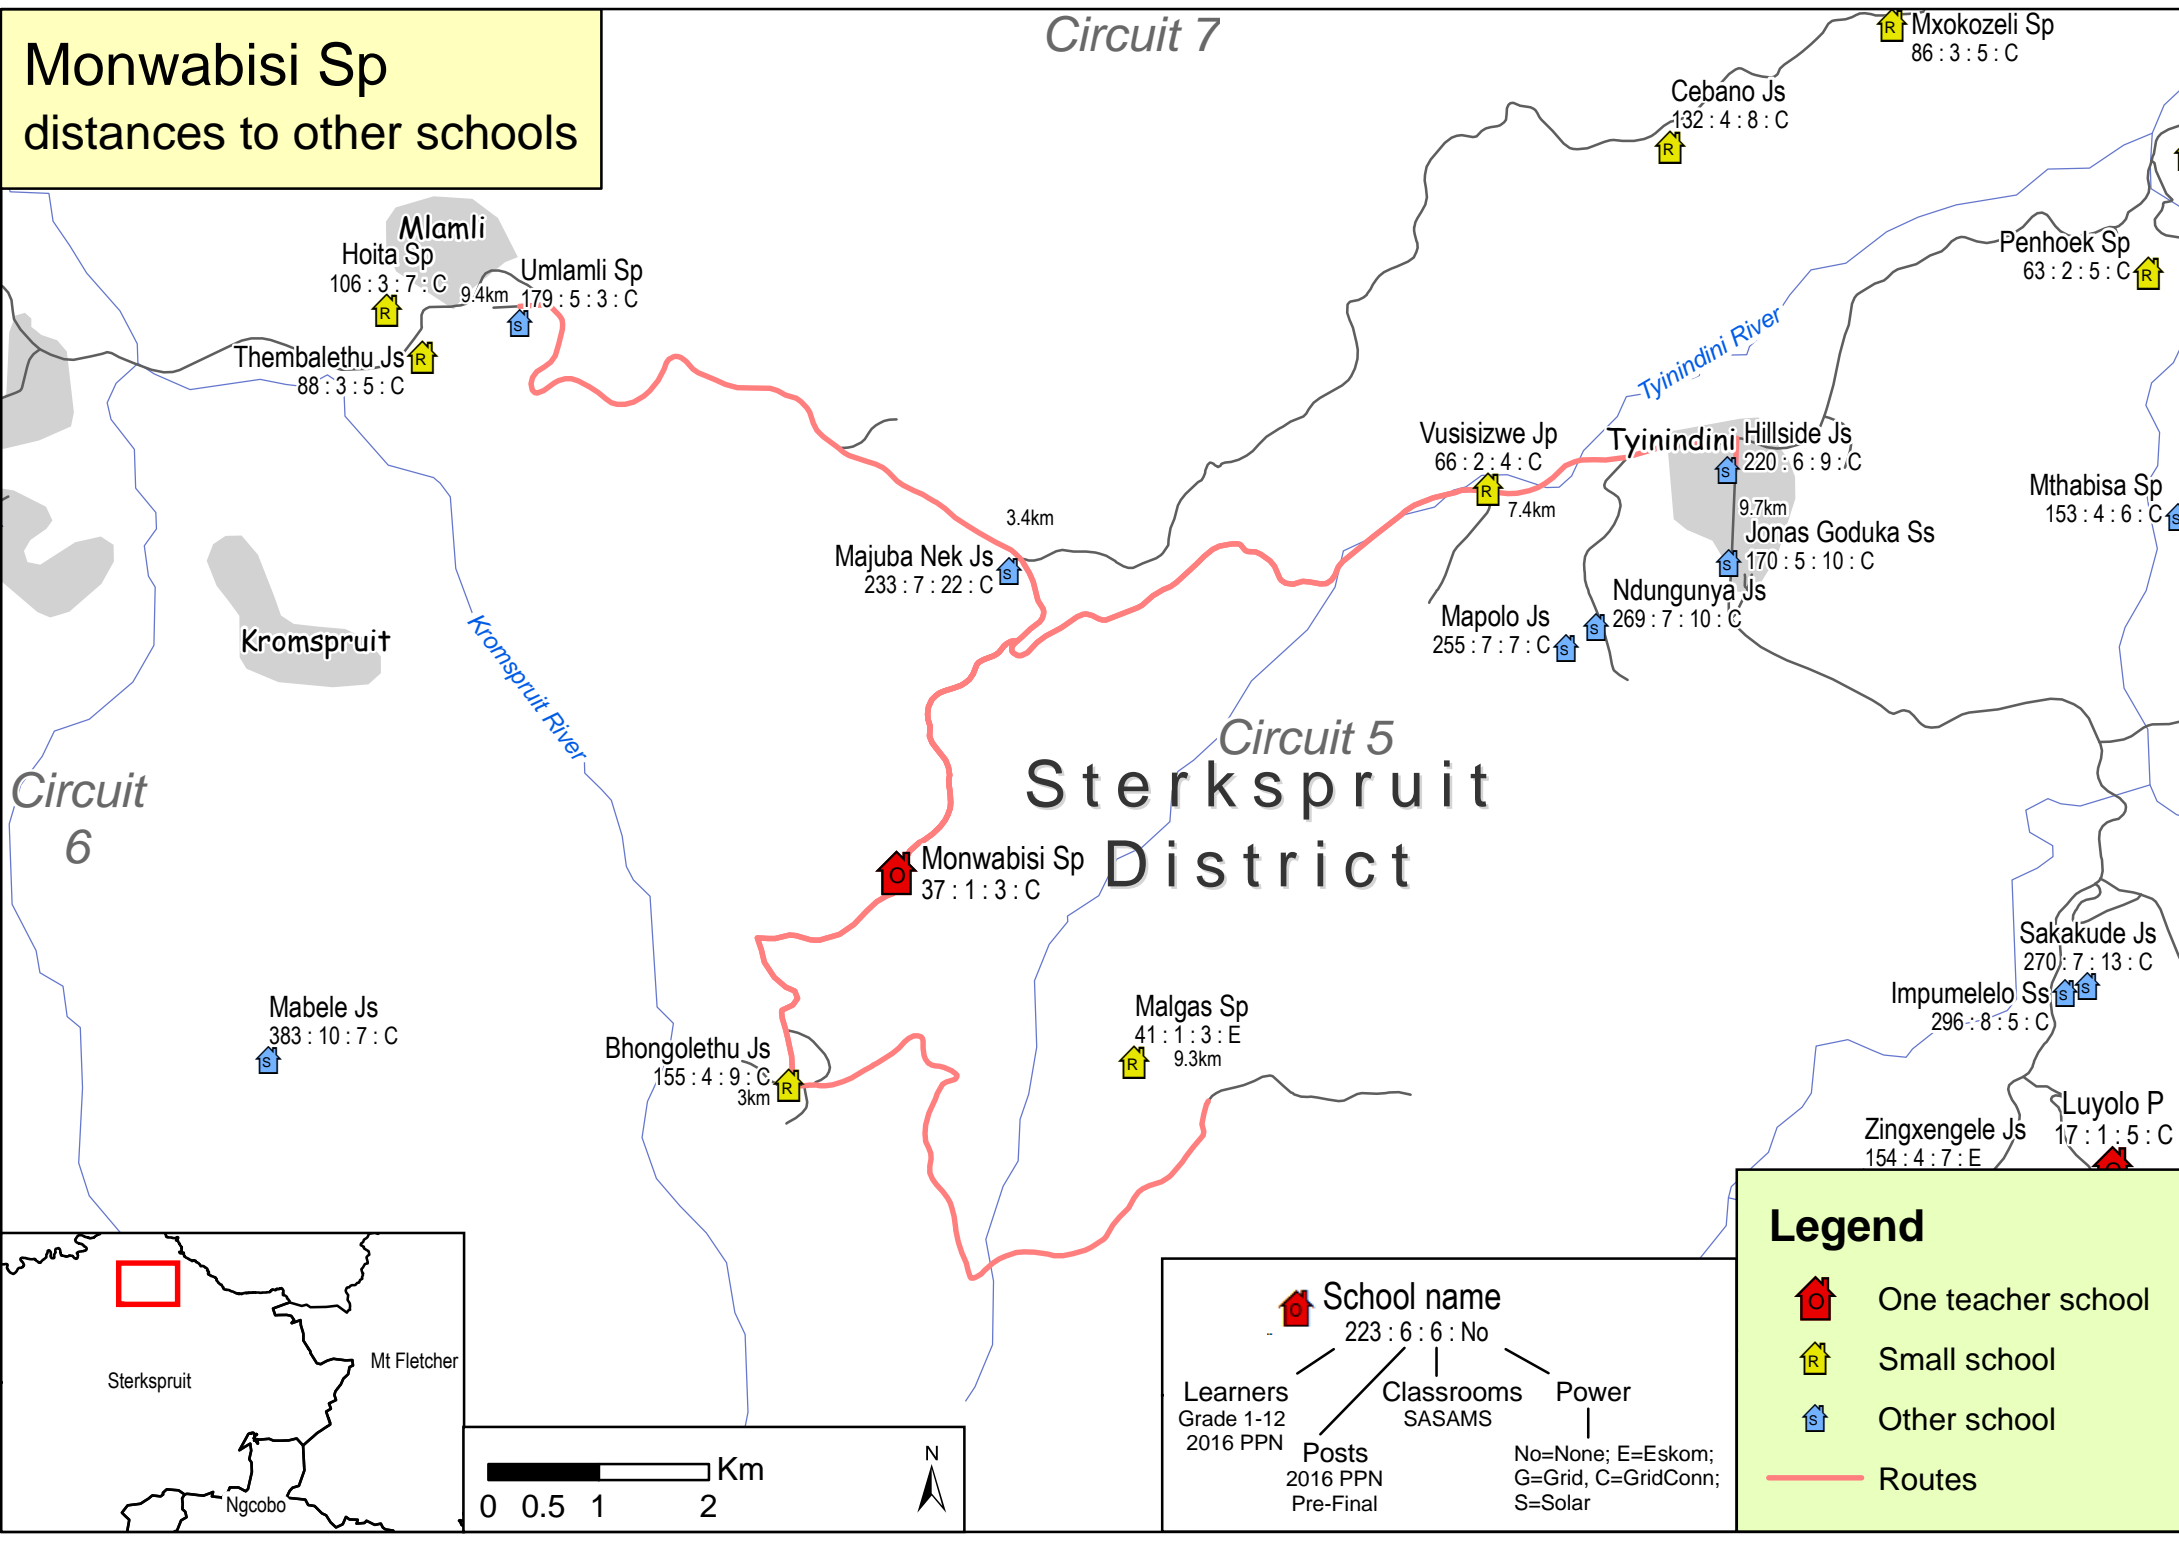 Monwabisi Sp
distances to other schools
Circuit 7
Mxokozeli Sp
86 : 3 : 5 : C
R
Cebano Js
132 : 4 : 8 : C
R
Mlamli
Hoita Sp
106 : 3 : 7 : C
R
9.4km
Umlamli Sp
179 : 5 : 3 : C
S
Thembalethu Js
88 : 3 : 5 : C
R
Penhoek Sp
63 : 2 : 5 : C
R
Tyinindini River
Vusisizwe Jp
66 : 2 : 4 : C
R
7.4km
Tyinindini
Hillside Js
220 : 6 : 9 : C
S
9.7km
Jonas Goduka Ss
170 : 5 : 10 : C
S
Mthabisa Sp
153 : 4 : 6 : C
S
3.4km
Majuba Nek Js
233 : 7 : 22 : C
S
Ndungunya Js
269 : 7 : 10 : C
S
Mapolo Js
255 : 7 : 7 : C
S
Kromspruit
Kromspruit River
Circuit 5
Sterkspruit
District
Circuit
6
Monwabisi Sp
37 : 1 : 3 : C
O
Sakakude Js
270 : 7 : 13 : C
S
Impumelelo Ss
296 : 8 : 5 : C
S
Mabele Js
383 : 10 : 7 : C
S
Malgas Sp
41 : 1 : 3 : E
9.3km
R
Bhongolethu Js
155 : 4 : 9 : C
3km
R
Luyolo P
17 : 1 : 5 : C
O
Zingxengele Js
154 : 4 : 7 : E
Sterkspruit
Mt Fletcher
Ngcobo
Km
0 0.5 1 2
N
O
School name
223 : 6 : 6 : No
Learners
Grade 1-12
2016 PPN
Posts
2016 PPN
Pre-Final
Classrooms
SASAMS
Power
No=None; E=Eskom;
G=Grid, C=GridConn;
S=Solar
Legend
O One teacher school
R Small school
S Other school
Routes